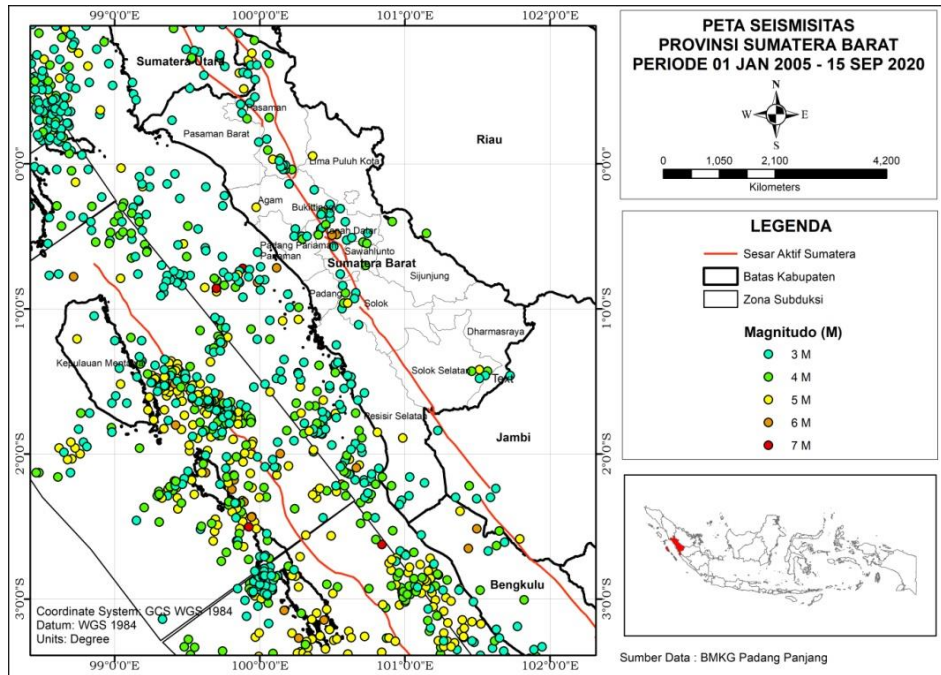 99°0'0"E
100°0'0"E
101°0'0"E
102°0'0"E
PETA SEISMISITAS
PROVINSI SUMATERA BARAT
PERIODE 01 JAN 2005 - 15 SEP 2020
N
W
E
S
0 1,050 2,100 4,200
Kilometers
LEGENDA
Sesar Aktif Sumatera
Batas Kabupaten
Zona Subduksi
Magnitudo (M)
3 M
4 M
5 M
6 M
7 M
Sumatera Utara
Pasaman
Pasaman Barat
Riau
Lima Puluh Kota
0°0'0"
0°0'0"
Agam
Bukittinggi
Tanah Datar
Padang Pariaman
Pariaman
Sawahlunto
Sumatera Barat
Sijunjung
Padang
Solok
1°0'0"S
1°0'0"S
Dharmasraya
Kepulauan Mentawai
Solok Selatan
Text
Pesisir Selatan
Jambi
2°0'0"S
2°0'0"S
Bengkulu
3°0'0"S
3°0'0"S
Coordinate System: GCS WGS 1984
Datum: WGS 1984
Units: Degree
99°0'0"E
100°0'0"E
101°0'0"E
102°0'0"E
Sumber Data : BMKG Padang Panjang